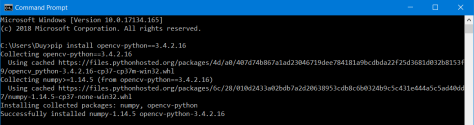 Command Prompt
Microsoft Windows [Version 10.0.17134.165]
(c) 2018 Microsoft Corporation. All rights reserved.
C:\Users\Duy>pip install opencv-python==3.4.2.16
Collecting opencv-python==3.4.2.16
Using cached https://files.pythonhosted.org/packages/4d/a0/407d74b867a1ad23046719dee784181a9bcdbda22f25d3681d032b8153f
9/opencv_python-3.4.2.16-cp37-cp37m-win32.whl
Collecting numpy>=1.14.5 (from opencv-python==3.4.2.16)
Using cached https://files.pythonhosted.org/packages/6c/28/010d2433a02bdb7a2d20638953cdb8c6b0324b9c5c431e444a5c5ad40dd
7/numpy-1.14.5-cp37-none-win32.whl
Installing collected packages: numpy, opencv-python
Successfully installed numpy-1.14.5 opencv-python-3.4.2.16